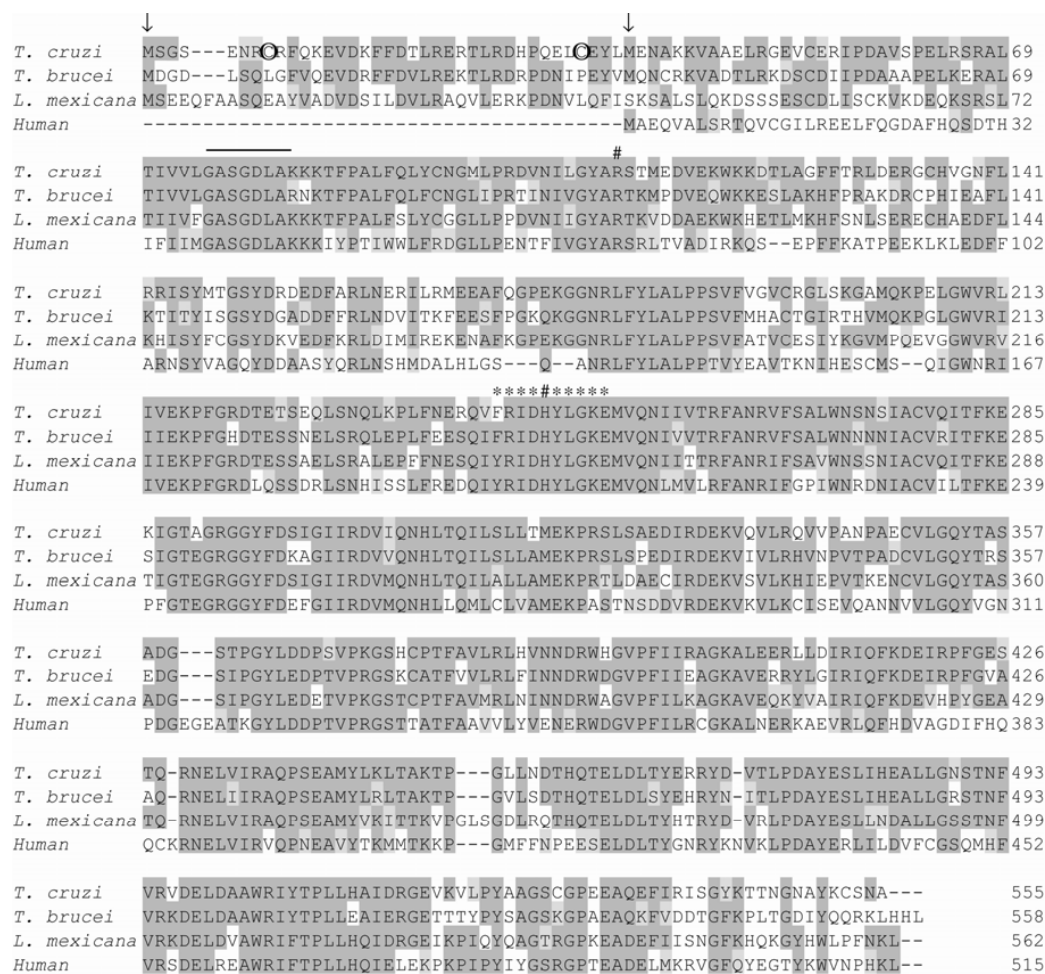 ↓ ↓
T. cruzi MSGS---ENRCRFQKEVDKFFDTLRERTLRDHPQELCEYLMENAKKVAAELRGEVCERIPDAVSPELRSRAL 69
T. brucei MDGD---LSQLGFVQEVDRFFDVLREKTLRDRPDNIPEYVMQNCRKVADTLRKDSCDIIPDAAAPELKERAL 69
L. mexicana MSEEQFAASQEAYVADVDSILDVLRAQVLERKPDNVLQFISKSALSLQKDSSSESCDLISCKVKDEQKSRSL 72
Human ----------------------------------------MAEQVALSRTQVCGILREELFQGDAFHQSDTH 32
#
T. cruzi TIVVLGASGDLAKKKTFPALFQLYCNGMLPRDVNILGYARSTMEDVEKWKKDTLAGFFTRLDERGCHVGNFL 141
T. brucei TIVVLGASGDLARNKTFPALFQLFCNGLIPRTINIVGYARTKMPDVEQWKKESLAKHFPRAKDRCPHIEAFL 141
L. mexicana TIIVFGASGDLAKKKTFPALFSLYCGGLLPPDVNIIGYARTKVDDAEKWKHETLMKHFSNLSERECHAEDFL 144
Human IFIIMGASGDLAKKKIYPTIWWLFRDGLLPENTFIVGYARSRLTVADIRKQS--EPFFKATPEEKLKLEDFF 102
T. cruzi RRISYMTGSYDRDEDFARLNERILRMEEAFQGPEKGGNRLFYLALPPSVFVGVCRGLSKGAMQKPELGWVRL 213
T. brucei KTITYISGSYDGADDFFRLNDVITKFEESFPGKQKGGNRLFYLALPPSVFMHACTGIRTHVMQKPGLGWVRI 213
L. mexicana KHISYFCGSYDKVEDFKRLDIMIREKENAFKGPEKGGNRLFYLALPPSVFATVCESIYKGVMPQEVGGWVRV 216
Human ARNSYVAGQYDDAASYQRLNSHMDALHLGS---Q-ANRLFYLALPPTVYEAVTKNIHESCMS--QIGWNRI 167
****#*****
T. cruzi IVEKPFGRDTETSEQLSNQLKPLFNERQVFRIDHYLGKEMVQNIIVTRFANRVFSALWNSNSIACVQITFKE 285
T. brucei IIEKPFGHDTESSNELSRQLEPLFEESQIFRIDHYLGKEMVQNIVVTRFANRVFSALWNNNNIACVRITFKE 285
L. mexicana IIEKPFGRDTESSAELSRALEPFFNESQIYRIDHYLGKEMVQNIITTRFANRIFSAVWNSSNIACVQITFKE 288
Human IVEKPFGRDLQSSDRLSNHISSLFREDQIYRIDHYLGKEMVQNLMVLRFANRIFGPIWNRDNIACVILTFKE 239
T. cruzi KIGTAGRGGYFDSIGIIRDVIQNHLTQILSLLTMEKPRSLSAEDIRDEKVQVLRQVVPANPAECVLGQYTAS 357
T. brucei SIGTEGRGGYFDKAGIIRDVVQNHLTQILSLLAMEKPRSLSPEDIRDEKVIVLRHVNPVTPADCVLGQYTRS 357
L. mexicana TIGTEGRGGYFDSIGIIRDVMQNHLTQILALLAMEKPRTLDAECIRDEKVSVLKHIEPVTKENCVLGQYTAS 360
Human PFGTEGRGGYFDEFGIIRDVMQNHLLQMLCLVAMEKPASTNSDDVRDEKVKVLKCISEVQANNVVLGQYVGN 311
T. cruzi ADG---STPGYLDDPSVPKGSHCPTFAVLRLHVNNDRWHGVPFIIRAGKALEERLLDIRIQFKDEIRPFGES 426
T. brucei EDG---SIPGYLEDPTVPRGSKCATFVVLRLFINNDRWDGVPFIIEAGKAVERRYLGIRIQFKDEIRPFGVA 426
L. mexicana ADG---SIPGYLEDETVPKGSTCPTFAVMRLNINNDRWAGVPFILKAGKAVEQKYVAIRIQFKDEVHPYGEA 429
Human PDGEGEATKGYLDDPTVPRGSTTATFAAVVLYVENERWDGVPFILRCGKALNERKAEVRLQFHDVAGDIFHQ 383
T. cruzi TQ-RNELVIRAQPSEAMYLKLTAKTP---GLLNDTHQTELDLTYERRYD-VTLPDAYESLIHEALLGNSTNF 493
T. brucei AQ-RNELIIRAQPSEAMYLRLTAKTP---GVLSDTHQTELDLSYEHRYN-ITLPDAYESLIHEALLGRSTNF 493
L. mexicana TQ-RNELVIRAQPSEAMYVKITTKVPGLSGDLRQTHQTELDLTYHTRYD-VRLPDAYESLLNDALLGSSTNF 499
Human QCKRNELVIRVQPNEAVYTKMMTKKP---GMFFNPEESELDLTYGNRYKNVKLPDAYERLILDVFCGSQMHF 452
T. cruzi VRVDELDAAWRIYTPLLHAIDRGEVKVLPYAAGSCGPEEAQEFIRISGYKTTNGNAYKCSNA--- 555
T. brucei VRKDELDAAWRIYTPLLEAIERGETTTYPYSAGSKGPAEAQKFVDDTGFKPLTGDIYQQRKLHHL 558
L. mexicana VRKDELDVAWRIFTPLLHQIDRGEIKPIQYQAGTRGPKEADEFIISNGFKHQKGYHWLPFNKL-- 562
Human VRSDELREAWRIFTPLLHQIELEKPKPIPYIYGSRGPTEADELMKRVGFQYEGTYKWVNPHKL-- 515